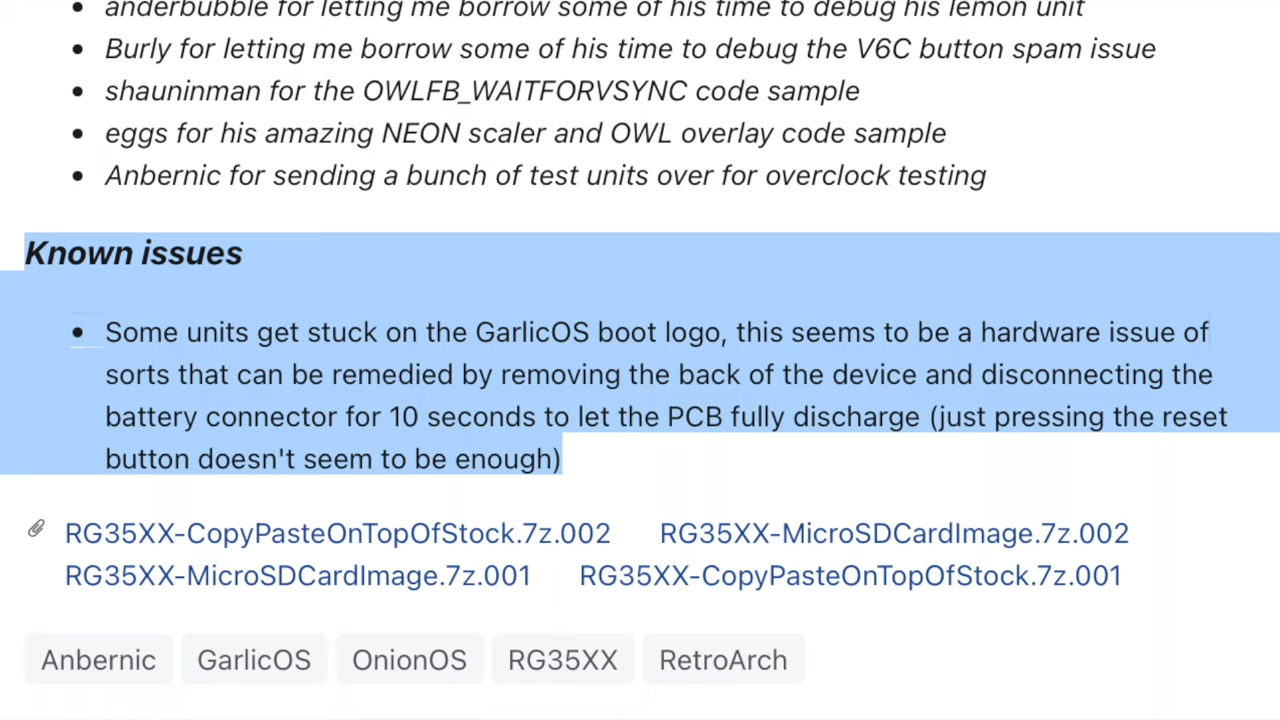 anderbubble for letting me borrow some of his time to debug his lemon unit
Burly for letting me borrow some of his time to debug the V6C button spam issue
shauninman for the OWLFB_WAITFORVSYNC code sample
eggs for his amazing NEON scaler and OWL overlay code sample
Anbernic for sending a bunch of test units over for overclock testing
Known issues
Some units get stuck on the GarlicOS boot logo, this seems to be a hardware issue of
sorts that can be remedied by removing the back of the device and disconnecting the
battery connector for 10 seconds to let the PCB fully discharge (just pressing the reset
button doesn't seem to be enough)
RG35XX-CopyPasteOnTopOfStock.7z.002 RG35XX-MicroSDCardImage.7z.002
RG35XX-MicroSDCardImage.7z.001 RG35XX-CopyPasteOnTopOfStock.7z.001
Anbernic GarlicOS OnionOS RG35XX RetroArch